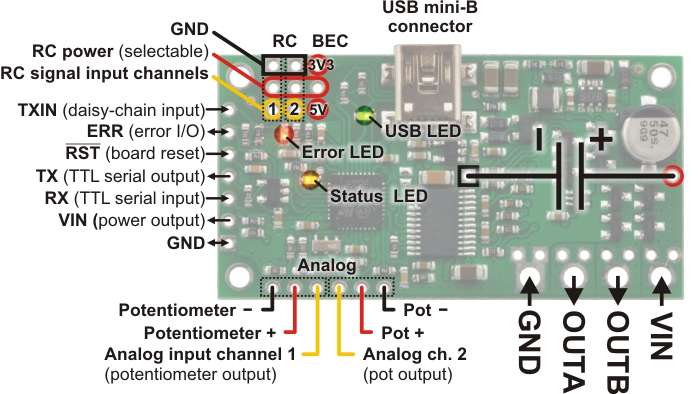 USB mini-B
connector
GND
RC BEC
RC power (selectable)
3V3
RC signal input channels
1 2 5V
TXIN (daisy-chain input)
USB LED
ERR (error I/O)
Error LED
RST (board reset)
TX (TTL serial output)
RX (TTL serial input)
Status LED
VIN (power output)
GND
- +
47
50s.
9G9
Analog
Potentiometer −
Pot −
Potentiometer +
Pot +
Analog input channel 1
(potentiometer output)
Analog ch. 2
(pot output)
GND
OUTA
OUTB
VIN